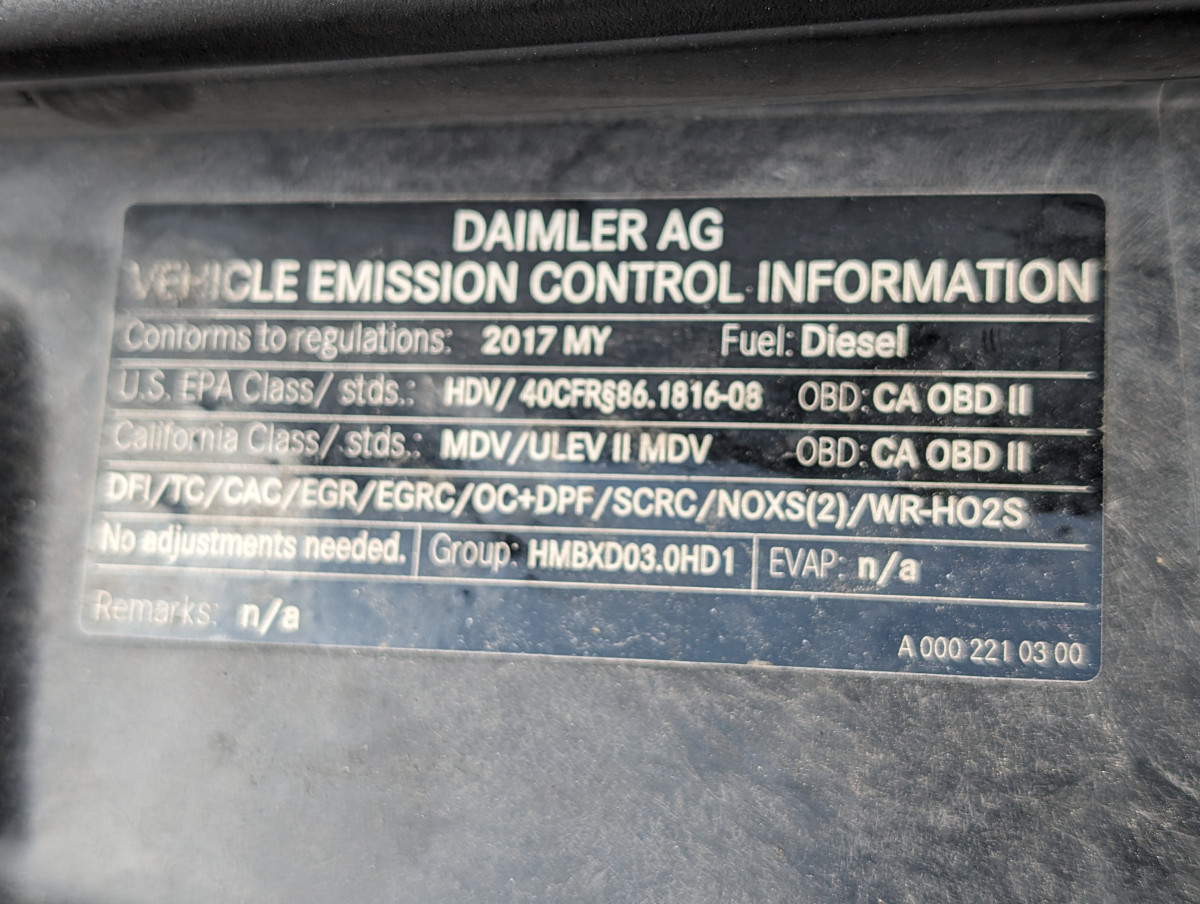 DAIMLER AG
VEHICLE EMISSION CONTROL INFORMATION
Conforms to regulations: 2017 MY Fuel: Diesel
U.S. EPA Class/ stds.: HDV/ 40CFR§86.1816-08 OBD: CA OBD II
California Class/ stds.: MDV/ULEV II MDV OBD: CA OBD II
DFI/TC/CAC/EGR/EGRC/OC+DPF/SCRC/NOXS(2)/WR-HO2S
No adjustments needed. Group: HMBXD03.0HD1 EVAP: n/a
Remarks: n/a
A 000 221 03 00